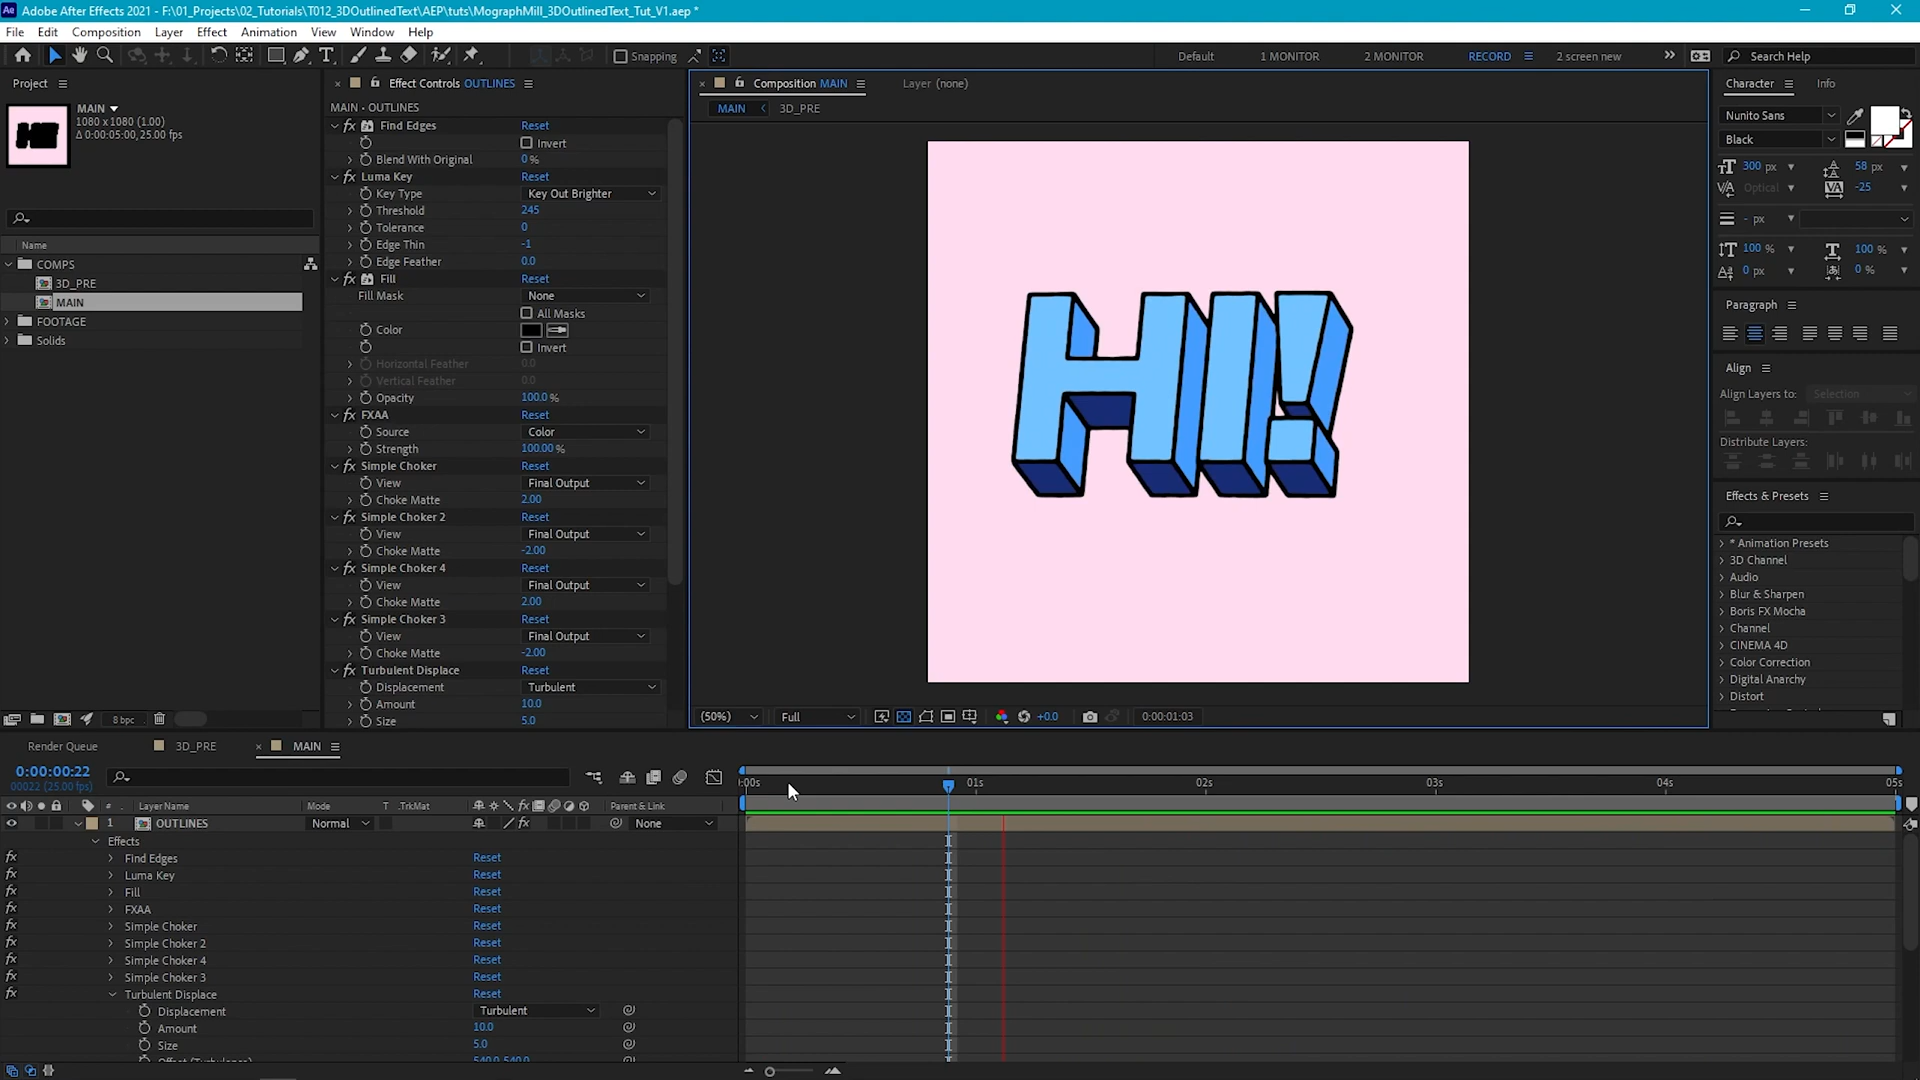 Adobe After Effects 2021 - F:\01_Projects\02_Tutorials\T012_3DOutlinedText\AEP\tuts\MographMill_3DOutlinedText_Tut_V1.aep *
File Edit Composition Layer Effect Animation View Window Help
Snapping Default 1 MONITOR 2 MONITOR RECORD 2 screen new Search Help
Project
MAIN
1080 x 1080 (1.00)
Δ 0:00:05:00, 25.00 fps
HI!
Name
COMPS
3D_PRE
MAIN
FOOTAGE
Solids
8 bpc
Effect Controls OUTLINES
MAIN · OUTLINES
Find Edges Reset
Invert
Blend With Original 0 %
Luma Key Reset
Key Type Key Out Brighter
Threshold 245
Tolerance 0
Edge Thin -1
Edge Feather 0.0
Fill Reset
Fill Mask None
All Masks
Color
Invert
Horizontal Feather 0.0
Vertical Feather 0.0
Opacity 100.0 %
FXAA Reset
Source Color
Strength 100.00 %
Simple Choker Reset
View Final Output
Choke Matte 2.00
Simple Choker 2 Reset
View Final Output
Choke Matte -2.00
Simple Choker 4 Reset
View Final Output
Choke Matte 2.00
Simple Choker 3 Reset
View Final Output
Choke Matte -2.00
Turbulent Displace Reset
Displacement Turbulent
Amount 10.0
Size 5.0
Composition MAIN Layer (none)
MAIN 3D_PRE
HI!
(50%) Full +0.0 0:00:01:03
Character Info
Nunito Sans
Black
300 px 58 px
Optical -25
- px
100 % 100 %
0 px 0 %
Paragraph
Align
Align Layers to: Selection
Distribute Layers:
Effects & Presets
* Animation Presets
3D Channel
Audio
Blur & Sharpen
Boris FX Mocha
Channel
CINEMA 4D
Color Correction
Digital Anarchy
Distort
Render Queue 3D_PRE MAIN
0:00:00:22
00022 (25.00 fps)
:00s 01s 02s 03s 04s 05s
# Layer Name Mode T .TrkMat Parent & Link
1 OUTLINES Normal None
Effects
Find Edges Reset
Luma Key Reset
Fill Reset
FXAA Reset
Simple Choker Reset
Simple Choker 2 Reset
Simple Choker 4 Reset
Simple Choker 3 Reset
Turbulent Displace Reset
Displacement Turbulent
Amount 10.0
Size 5.0